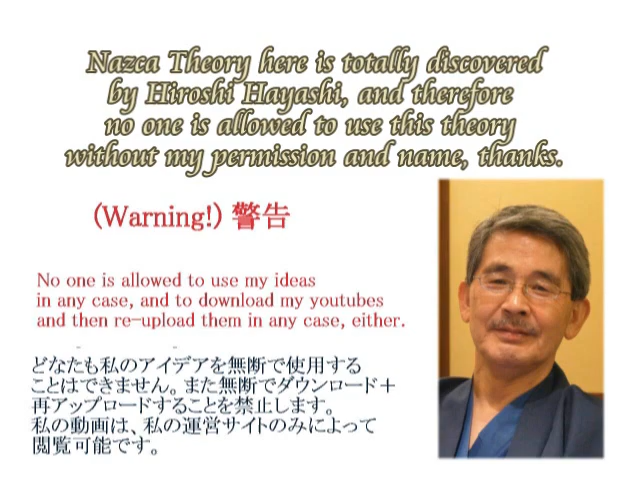 Nazca Theory here is totally discovered
by Hiroshi Hayashi, and therefore
no one is allowed to use this theory
without my permission and name, thanks.
(Warning!) 警告
No one is allowed to use my ideas
in any case, and to download my youtubes
and then re-upload them in any case, either.
どなたも私のアイデアを無断で使用する
ことはできません。また無断でダウンロード＋
再アップロードすることを禁止します。
私の動画は、私の運営サイトのみによって
閲覧可能です。